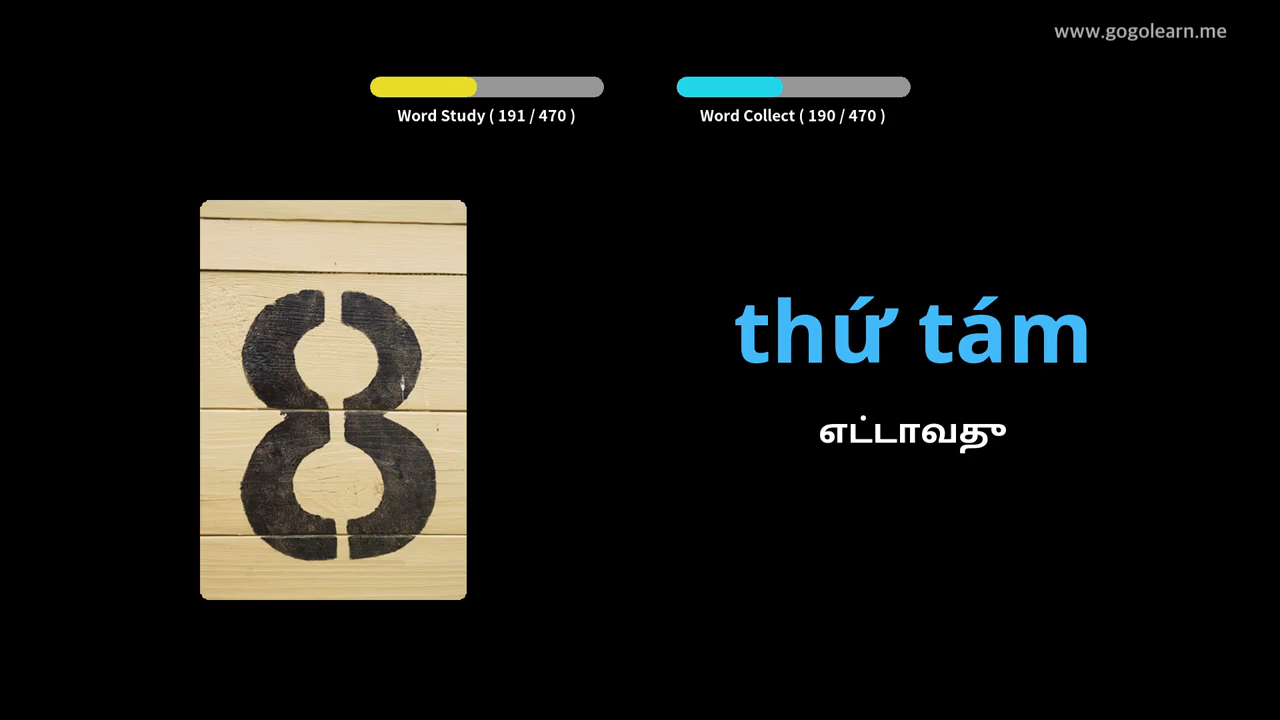 www.gogolearn.me
Word Study ( 191 / 470 )
Word Collect ( 190 / 470 )
8
thứ tám
எட்டாவது